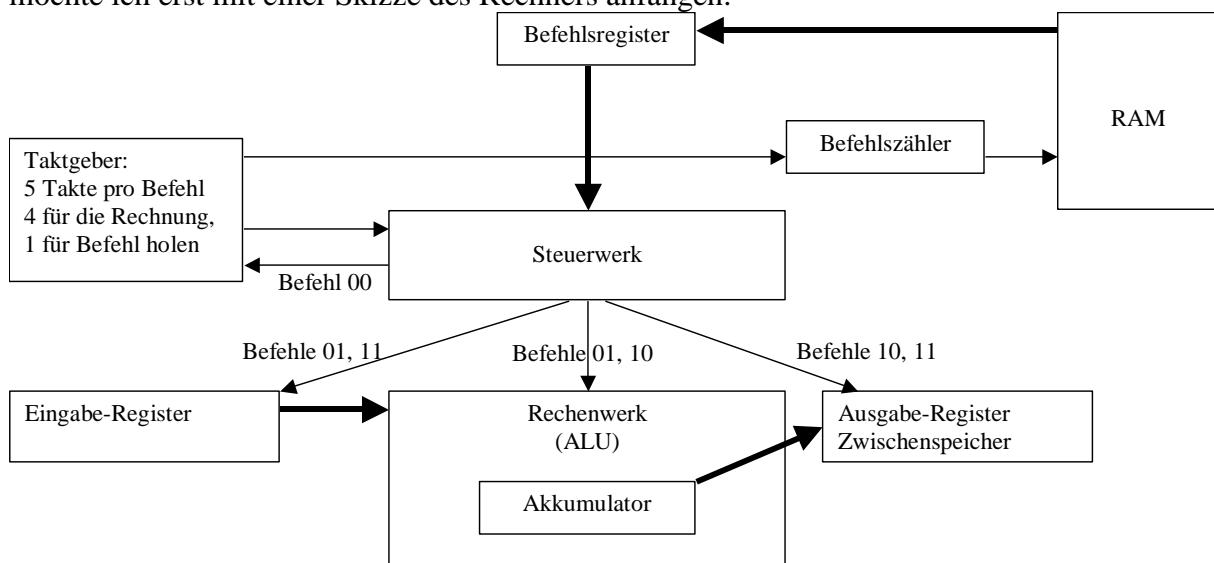 möchte ich erst mit einer Skizze des Rechners anfangen:
Befehlsregister
RAM
Befehlszähler
Taktgeber:
5 Takte pro Befehl
4 für die Rechnung,
1 für Befehl holen
Steuerwerk
Befehl 00
Befehle 01, 11
Befehle 01, 10
Befehle 10, 11
Eingabe-Register
Rechenwerk
(ALU)
Ausgabe-Register
Zwischenspeicher
Akkumulator